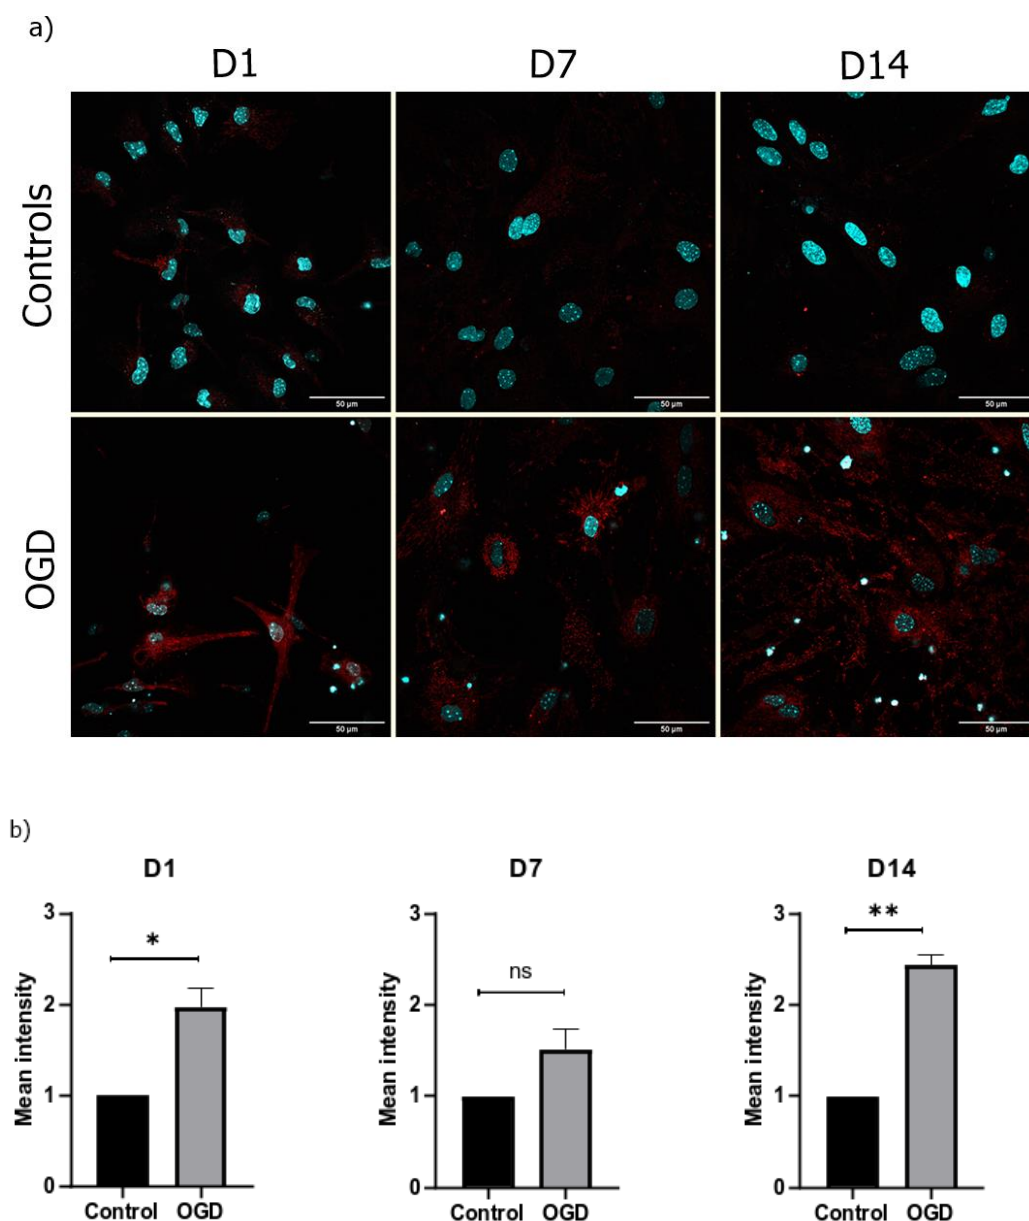 a)
D1
D7
D14
Controls
50 µm
50 µm
50 µm
OGD
50 µm
50 µm
50 µm
b)
D1
D7
D14
Mean intensity
3
2
1
0
*
Control
OGD
Mean intensity
3
2
1
0
ns
Control
OGD
Mean intensity
3
2
1
0
**
Control
OGD